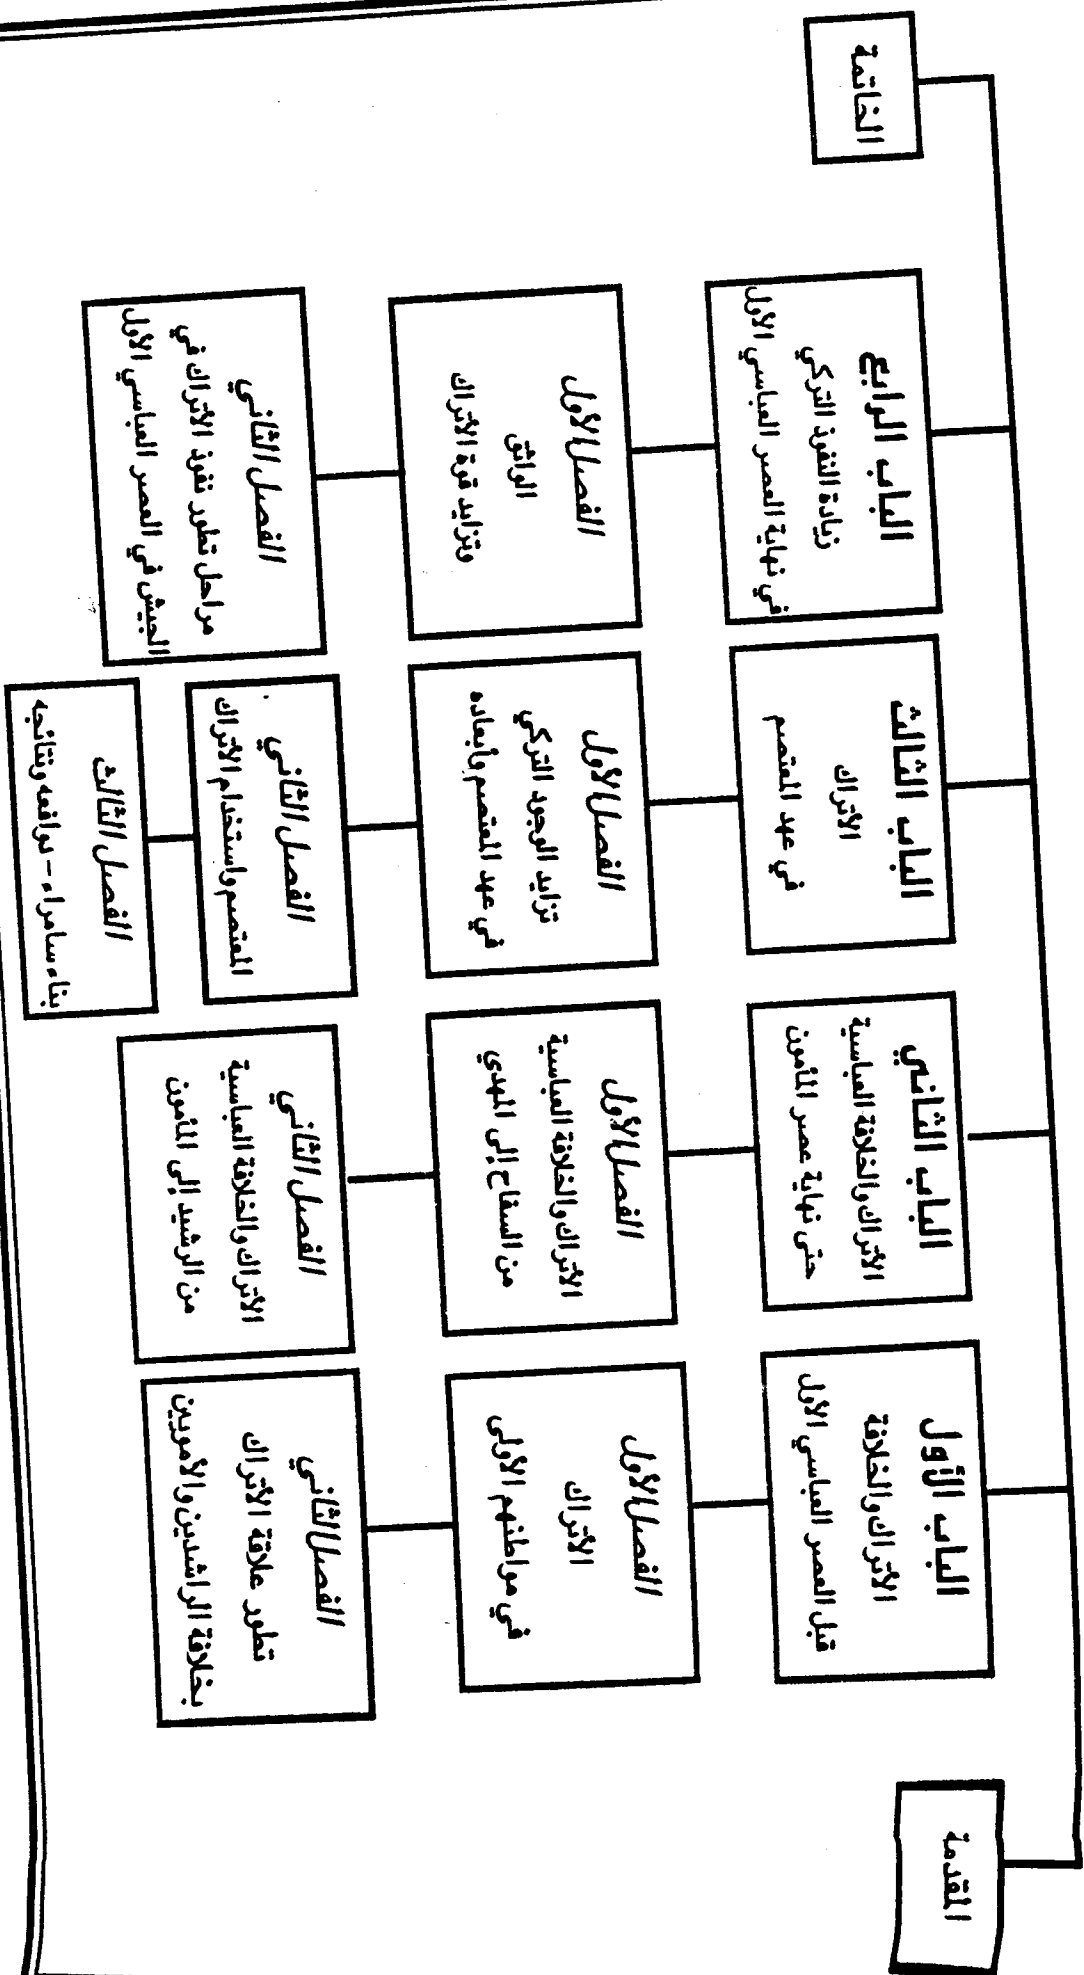 المقدمة
الباب الأول
الأتراك والخلافة
قبل العصر العباسي الأول
الفصل الأول
الأتراك
في مواطنهم الأولى
الفصل الثاني
تطور علاقة الأتراك
بخلافة الراشدين والأمويين
الباب الثاني
الأتراك والخلافة العباسية
حتى نهاية عصر المأمون
الفصل الأول
الأتراك والخلافة العباسية
من السفاح إلى المهدي
الفصل الثاني
الأتراك والخلافة العباسية
من الرشيد إلى المأمون
الباب الثالث
الأتراك
في عهد المعتصم
الفصل الأول
تزايد الوجود التركي
في عهد المعتصم وأبعاده
الفصل الثاني
المعتصم واستخدام الأتراك
الفصل الثالث
بناء سامراء - دوافعه ونتائجه
الباب الرابع
زيادة النفوذ التركي
في نهاية العصر العباسي الأول
الفصل الأول
الواثق
وتزايد قوة الأتراك
الفصل الثاني
مراحل تطور نفوذ الأتراك في
الجيش في العصر العباسي الأول
الخاتمة